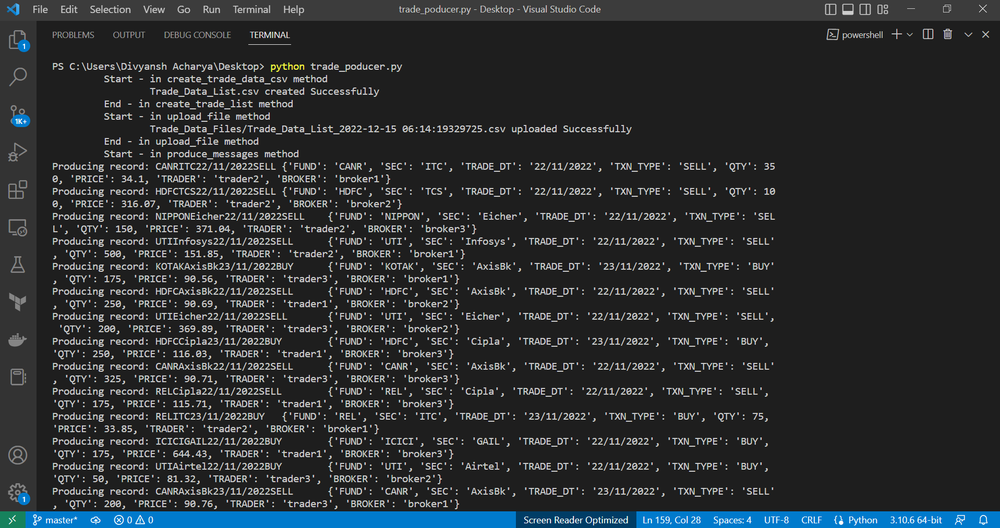 File Edit Selection View Go Run Terminal Help trade_poducer.py - Desktop - Visual Studio Code
PROBLEMS OUTPUT DEBUG CONSOLE TERMINAL powershell
1
1K+
1
PS C:\Users\Divyansh Acharya\Desktop> python trade_poducer.py
Start - in create_trade_data_csv method
Trade_Data_List.csv created Successfully
End - in create_trade_list method
Start - in upload_file method
Trade_Data_Files/Trade_Data_List_2022-12-15 06:14:19329725.csv uploaded Successfully
End - in upload_file method
Start - in produce_messages method
Producing record: CANRITC22/11/2022SELL {'FUND': 'CANR', 'SEC': 'ITC', 'TRADE_DT': '22/11/2022', 'TXN_TYPE': 'SELL', 'QTY': 35
0, 'PRICE': 34.1, 'TRADER': 'trader2', 'BROKER': 'broker1'}
Producing record: HDFCTCS22/11/2022SELL {'FUND': 'HDFC', 'SEC': 'TCS', 'TRADE_DT': '22/11/2022', 'TXN_TYPE': 'SELL', 'QTY': 10
0, 'PRICE': 316.07, 'TRADER': 'trader2', 'BROKER': 'broker2'}
Producing record: NIPPONEicher22/11/2022SELL {'FUND': 'NIPPON', 'SEC': 'Eicher', 'TRADE_DT': '22/11/2022', 'TXN_TYPE': 'SEL
L', 'QTY': 150, 'PRICE': 371.04, 'TRADER': 'trader2', 'BROKER': 'broker3'}
Producing record: UTIInfosys22/11/2022SELL {'FUND': 'UTI', 'SEC': 'Infosys', 'TRADE_DT': '22/11/2022', 'TXN_TYPE': 'SELL'
, 'QTY': 500, 'PRICE': 151.85, 'TRADER': 'trader2', 'BROKER': 'broker1'}
Producing record: KOTAKAxisBk23/11/2022BUY {'FUND': 'KOTAK', 'SEC': 'AxisBk', 'TRADE_DT': '23/11/2022', 'TXN_TYPE': 'BUY'
, 'QTY': 175, 'PRICE': 90.56, 'TRADER': 'trader3', 'BROKER': 'broker1'}
Producing record: HDFCAxisBk22/11/2022SELL {'FUND': 'HDFC', 'SEC': 'AxisBk', 'TRADE_DT': '22/11/2022', 'TXN_TYPE': 'SELL'
, 'QTY': 250, 'PRICE': 90.69, 'TRADER': 'trader1', 'BROKER': 'broker2'}
Producing record: UTIEicher22/11/2022SELL {'FUND': 'UTI', 'SEC': 'Eicher', 'TRADE_DT': '22/11/2022', 'TXN_TYPE': 'SELL',
'QTY': 200, 'PRICE': 369.89, 'TRADER': 'trader3', 'BROKER': 'broker2'}
Producing record: HDFCCipla23/11/2022BUY {'FUND': 'HDFC', 'SEC': 'Cipla', 'TRADE_DT': '23/11/2022', 'TXN_TYPE': 'BUY',
'QTY': 250, 'PRICE': 116.03, 'TRADER': 'trader1', 'BROKER': 'broker3'}
Producing record: CANRAxisBk22/11/2022SELL {'FUND': 'CANR', 'SEC': 'AxisBk', 'TRADE_DT': '22/11/2022', 'TXN_TYPE': 'SELL'
, 'QTY': 325, 'PRICE': 90.71, 'TRADER': 'trader3', 'BROKER': 'broker3'}
Producing record: RELCipla22/11/2022SELL {'FUND': 'REL', 'SEC': 'Cipla', 'TRADE_DT': '22/11/2022', 'TXN_TYPE': 'SELL',
'QTY': 175, 'PRICE': 115.71, 'TRADER': 'trader1', 'BROKER': 'broker3'}
Producing record: RELITC23/11/2022BUY {'FUND': 'REL', 'SEC': 'ITC', 'TRADE_DT': '23/11/2022', 'TXN_TYPE': 'BUY', 'QTY': 75,
'PRICE': 33.85, 'TRADER': 'trader2', 'BROKER': 'broker1'}
Producing record: ICICIGAIL22/11/2022BUY {'FUND': 'ICICI', 'SEC': 'GAIL', 'TRADE_DT': '22/11/2022', 'TXN_TYPE': 'BUY',
'QTY': 175, 'PRICE': 644.43, 'TRADER': 'trader1', 'BROKER': 'broker3'}
Producing record: UTIAirtel22/11/2022BUY {'FUND': 'UTI', 'SEC': 'Airtel', 'TRADE_DT': '22/11/2022', 'TXN_TYPE': 'BUY',
'QTY': 50, 'PRICE': 81.32, 'TRADER': 'trader3', 'BROKER': 'broker2'}
Producing record: CANRAxisBk23/11/2022SELL {'FUND': 'CANR', 'SEC': 'AxisBk', 'TRADE_DT': '23/11/2022', 'TXN_TYPE': 'SELL'
, 'QTY': 200, 'PRICE': 90.76, 'TRADER': 'trader3', 'BROKER': 'broker1'}
master* 0 0 Screen Reader Optimized Ln 159, Col 28 Spaces: 4 UTF-8 CRLF Python 3.10.6 64-bit